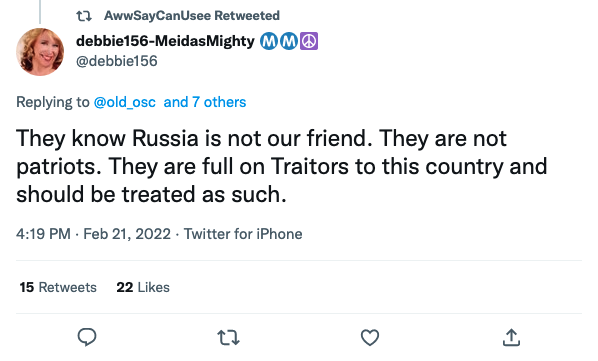 AwwSayCanUsee Retweeted
debbie156-MeidasMighty Ⓜ️Ⓜ️☮️
@debbie156
Replying to @old_osc and 7 others
They know Russia is not our friend. They are not
patriots. They are full on Traitors to this country and
should be treated as such.
4:19 PM · Feb 21, 2022 · Twitter for iPhone
15 Retweets 22 Likes